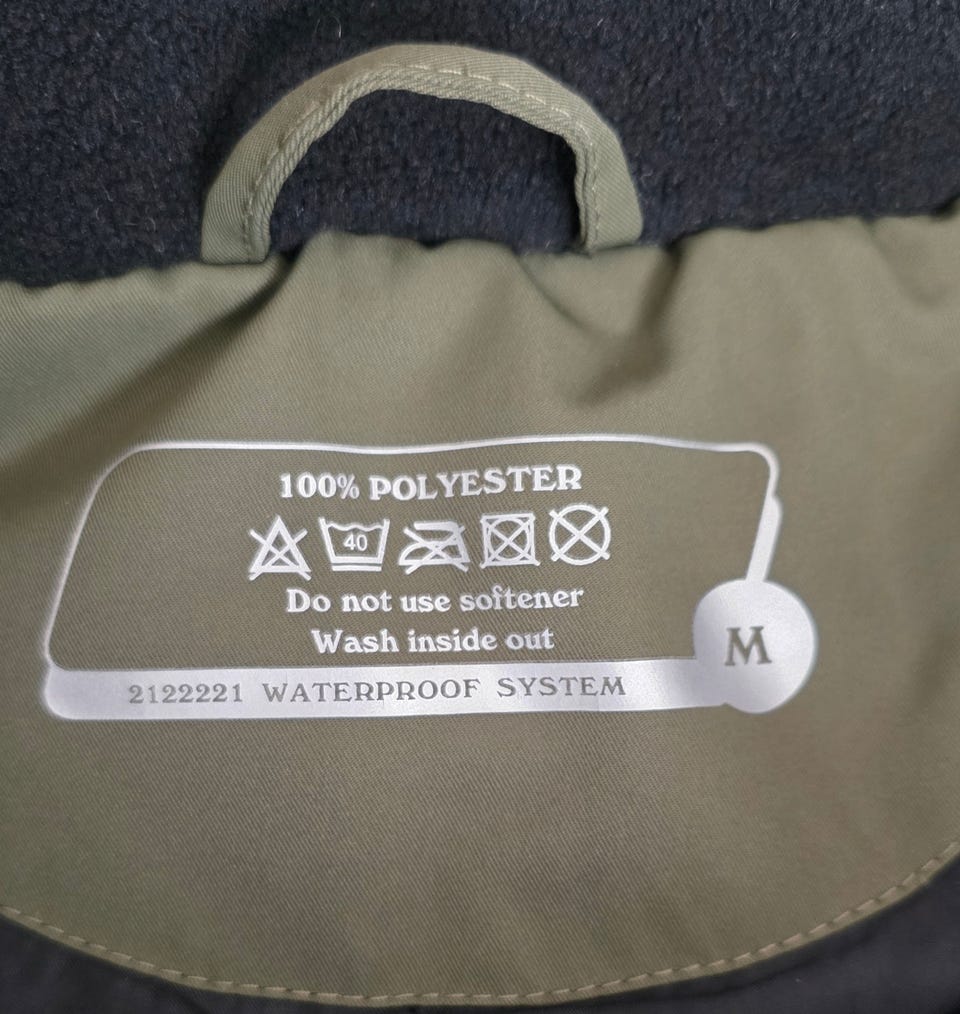 100% POLYESTER
40
Do not use softener
Wash inside out
2122221 WATERPROOF SYSTEM
M